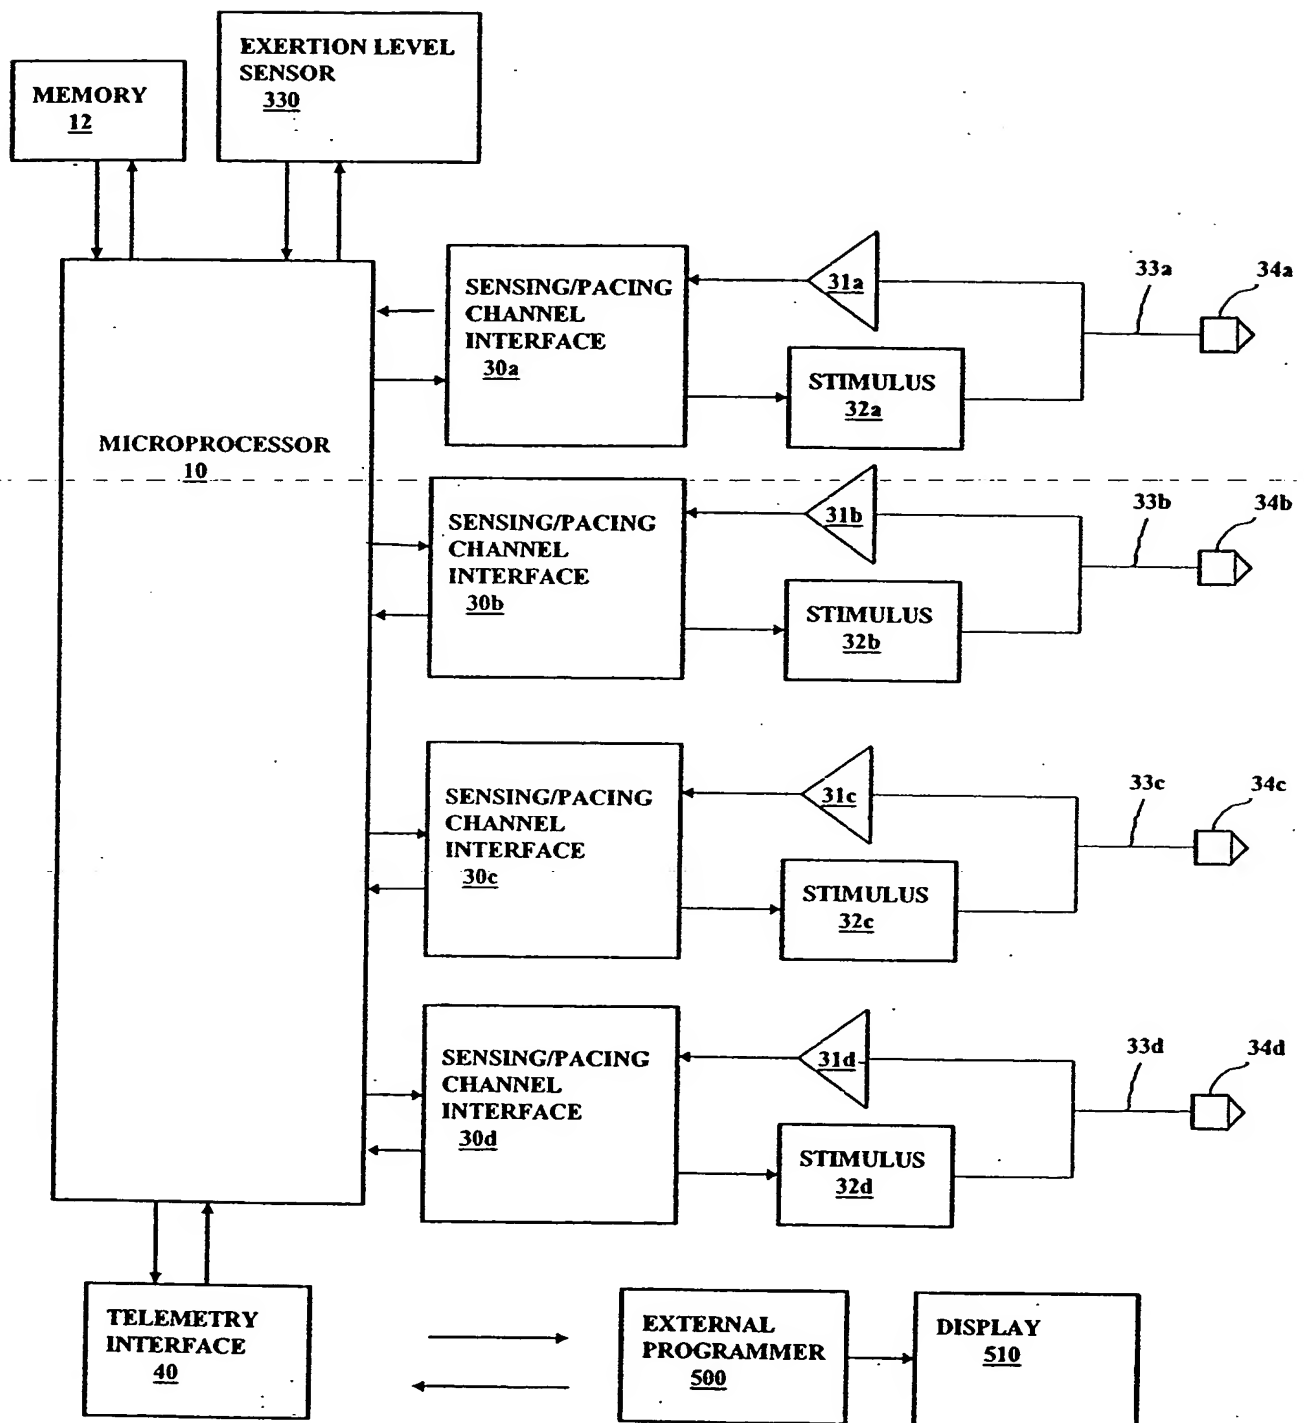 EXERTION LEVEL
SENSOR
330
MEMORY
12
MICROPROCESSOR
10
SENSING/PACING
CHANNEL
INTERFACE
30a
31a
STIMULUS
32a
33a
34a
SENSING/PACING
CHANNEL
INTERFACE
30b
31b
STIMULUS
32b
33b
34b
SENSING/PACING
CHANNEL
INTERFACE
30c
31c
STIMULUS
32c
33c
34c
SENSING/PACING
CHANNEL
INTERFACE
30d
31d
STIMULUS
32d
33d
34d
TELEMETRY
INTERFACE
40
EXTERNAL
PROGRAMMER
500
DISPLAY
510